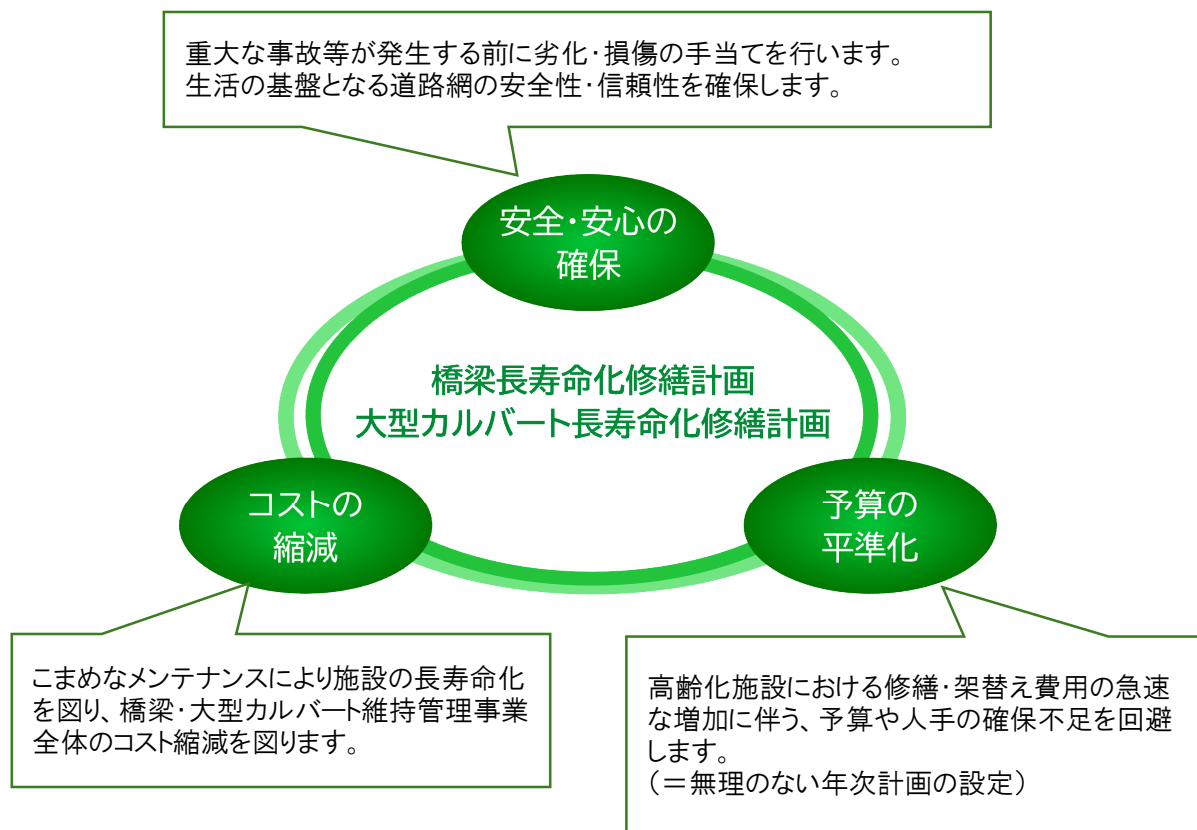 重大な事故等が発生する前に劣化・損傷の手当てを行います。
生活の基盤となる道路網の安全性・信頼性を確保します。
安全・安心の
確保
橋梁長寿命化修繕計画
大型カルバート長寿命化修繕計画
コストの
縮減
予算の
平準化
こまめなメンテナンスにより施設の長寿命化
を図り、橋梁・大型カルバート維持管理事業
全体のコスト縮減を図ります。
高齢化施設における修繕・架替え費用の急速
な増加に伴う、予算や人手の確保不足を回避
します。
（＝無理のない年次計画の設定）